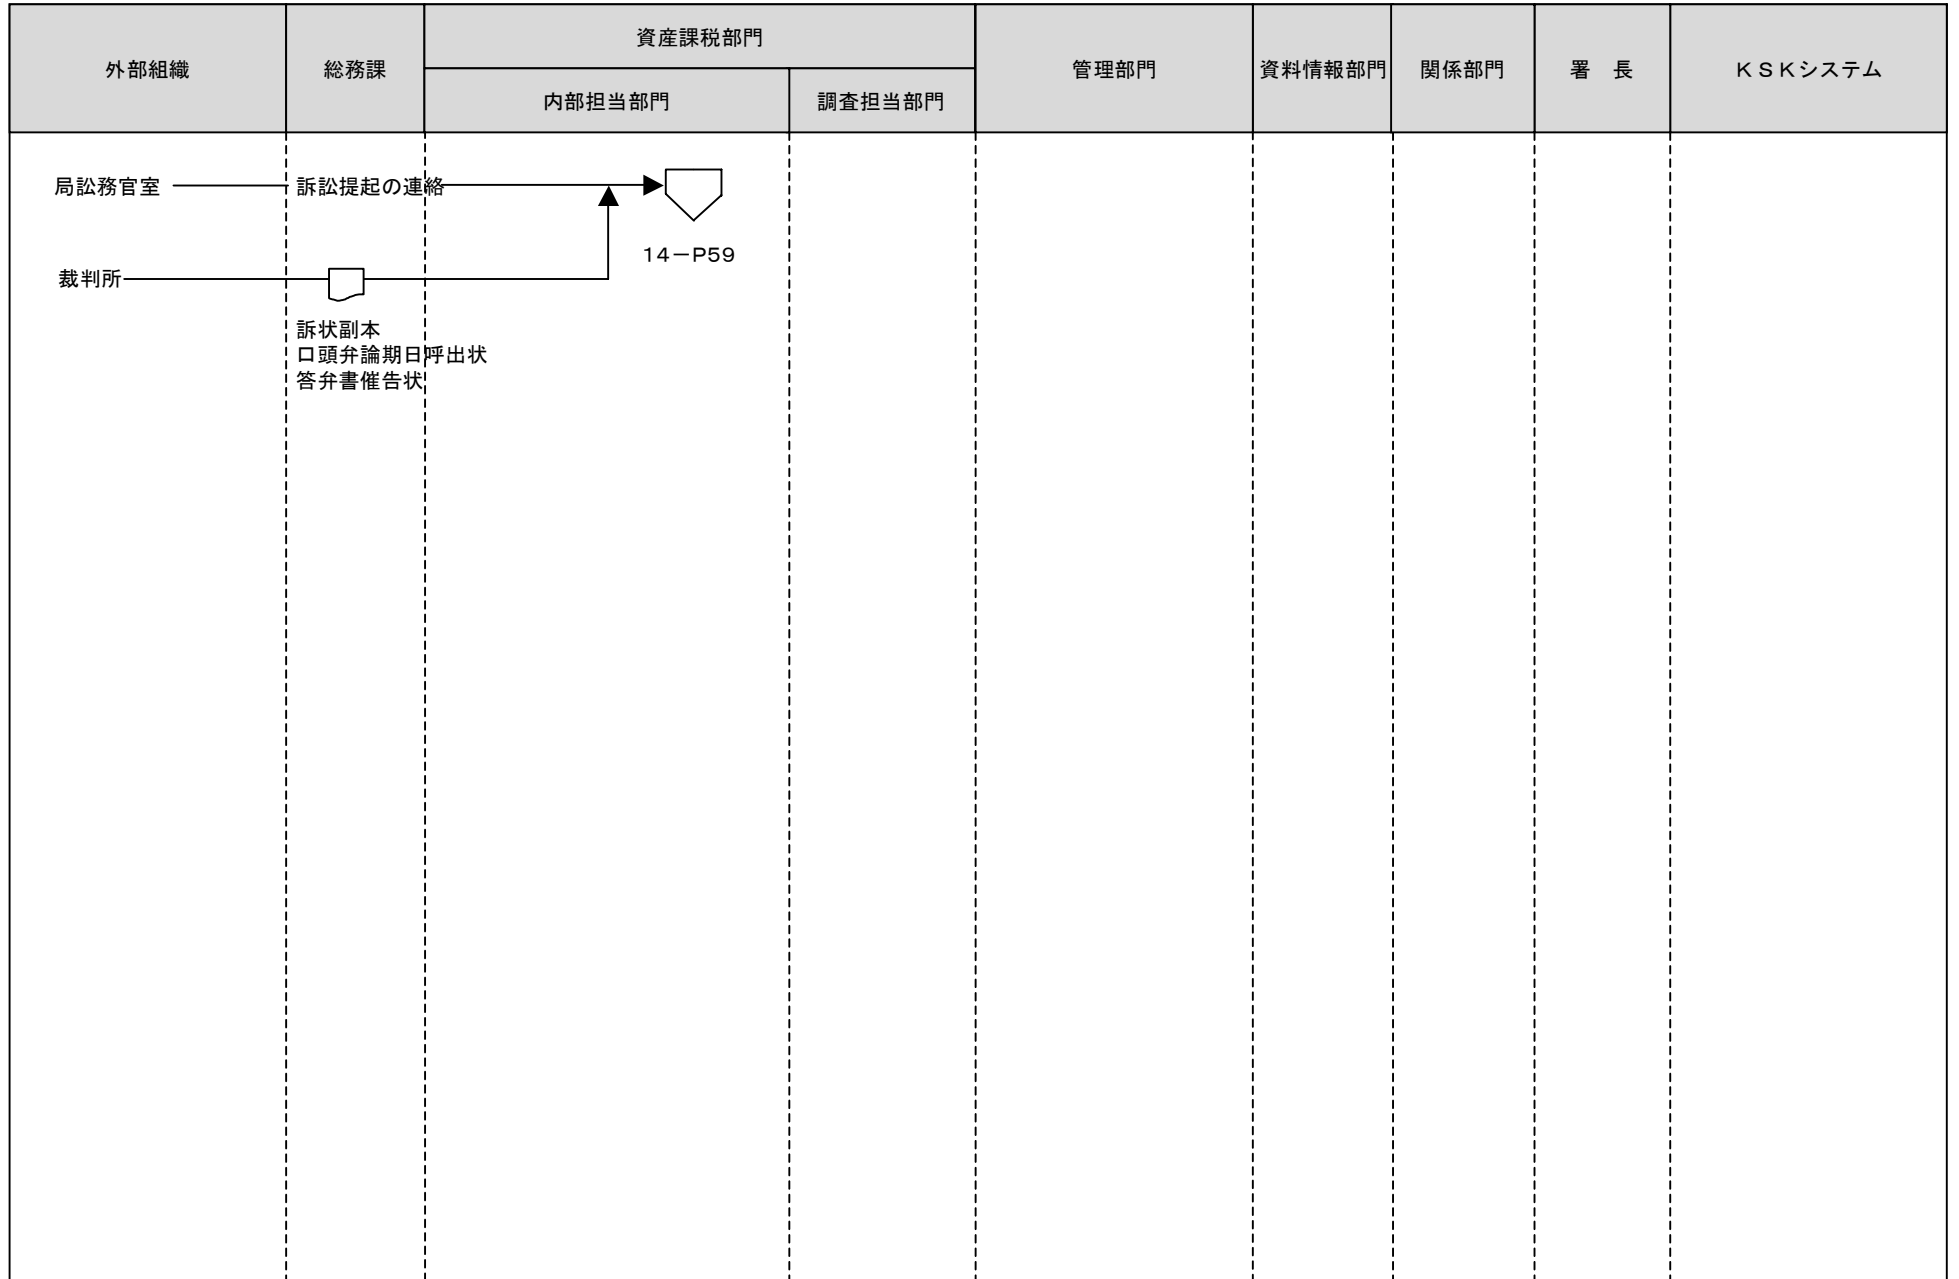 外部組織
総務課
資産課税部門
内部担当部門
調査担当部門
管理部門
資料情報部門
関係部門
署　長
ＫＳＫシステム
局訟務官室
訴訟提起の連絡
14－P59
裁判所
訴状副本
口頭弁論期日呼出状
答弁書催告状